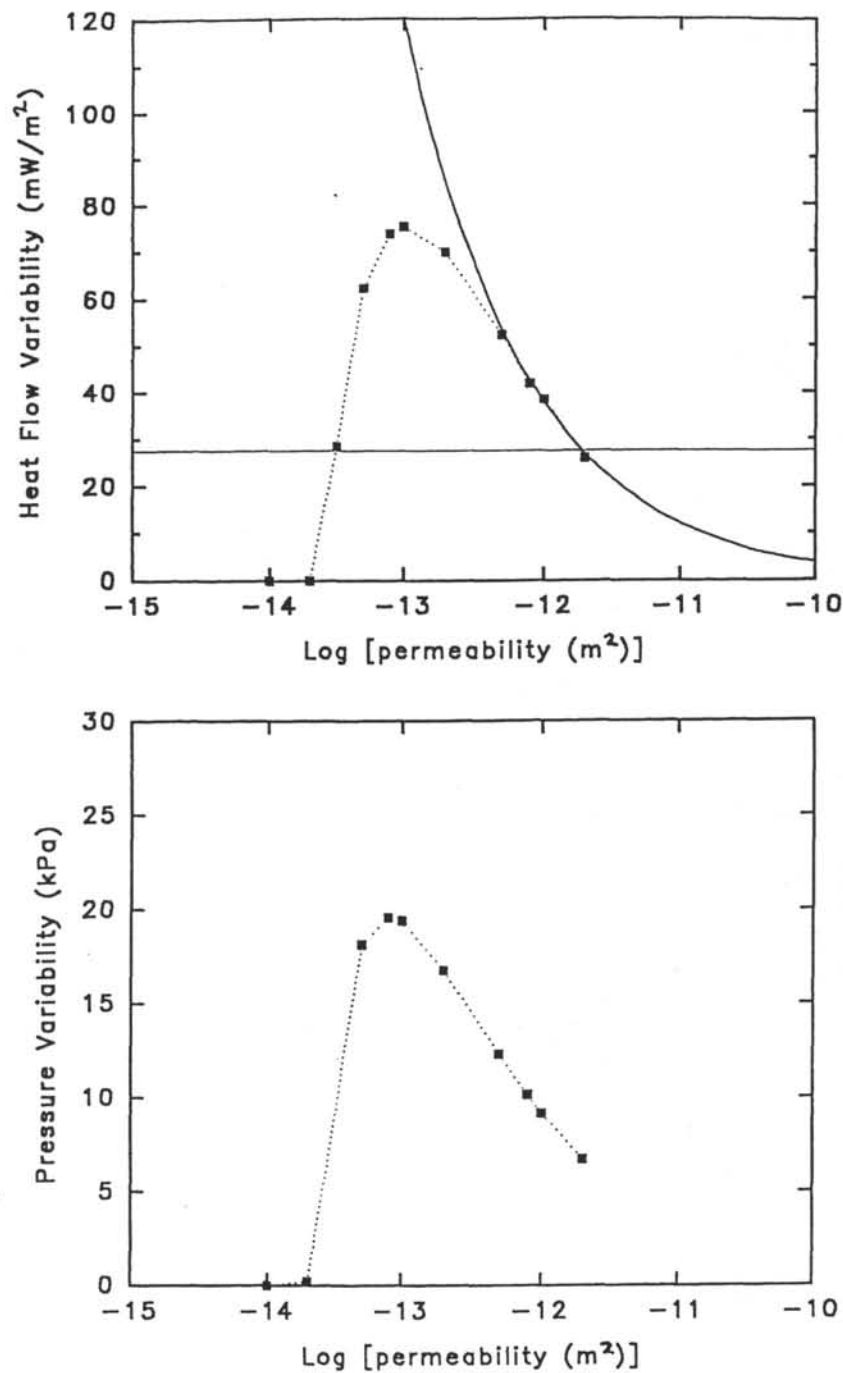 120
100
80
60
40
20
0
Heat Flow Variability (mW/m²)
-15 -14 -13 -12 -11 -10
Log [permeability (m²)]
30
25
20
15
10
5
0
Pressure Variability (kPa)
-15 -14 -13 -12 -11 -10
Log [permeability (m²)]